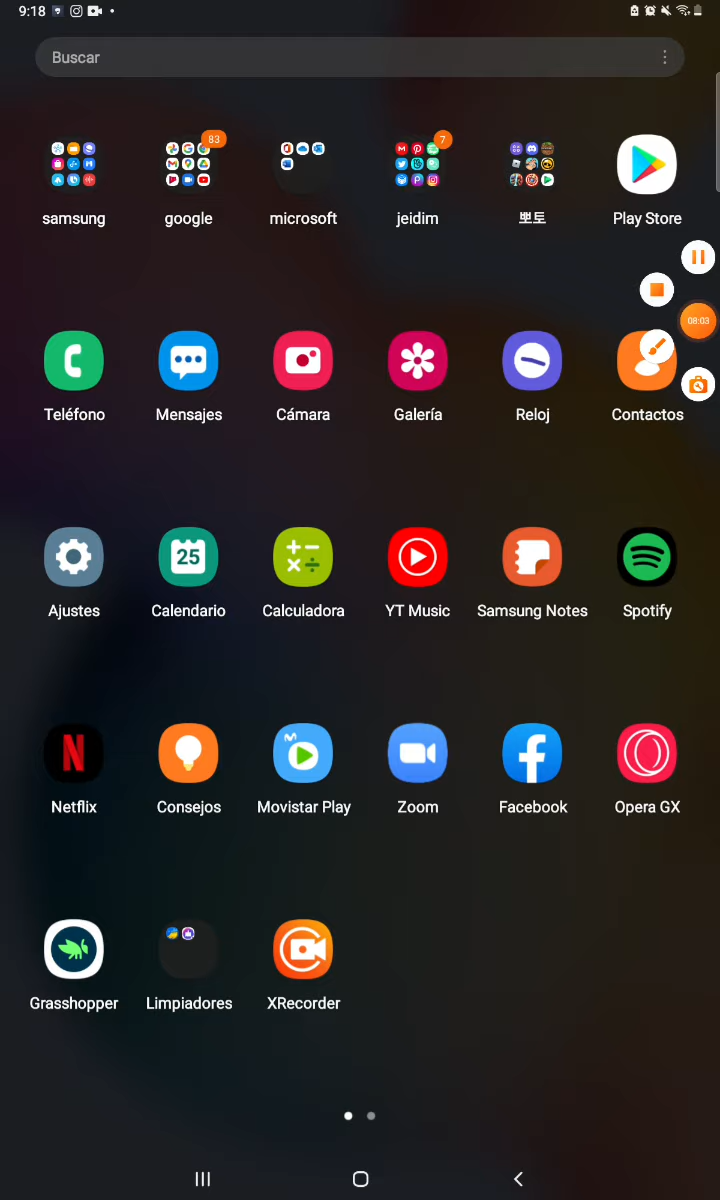 9:18
Buscar
83
7
samsung
google
microsoft
jeidim
뽀토
Play Store
08:03
Teléfono
Mensajes
Cámara
Galería
Reloj
Contactos
25
Ajustes
Calendario
Calculadora
YT Music
Samsung Notes
Spotify
N
Netflix
Consejos
Movistar Play
Zoom
Facebook
Opera GX
Grasshopper
Limpiadores
XRecorder